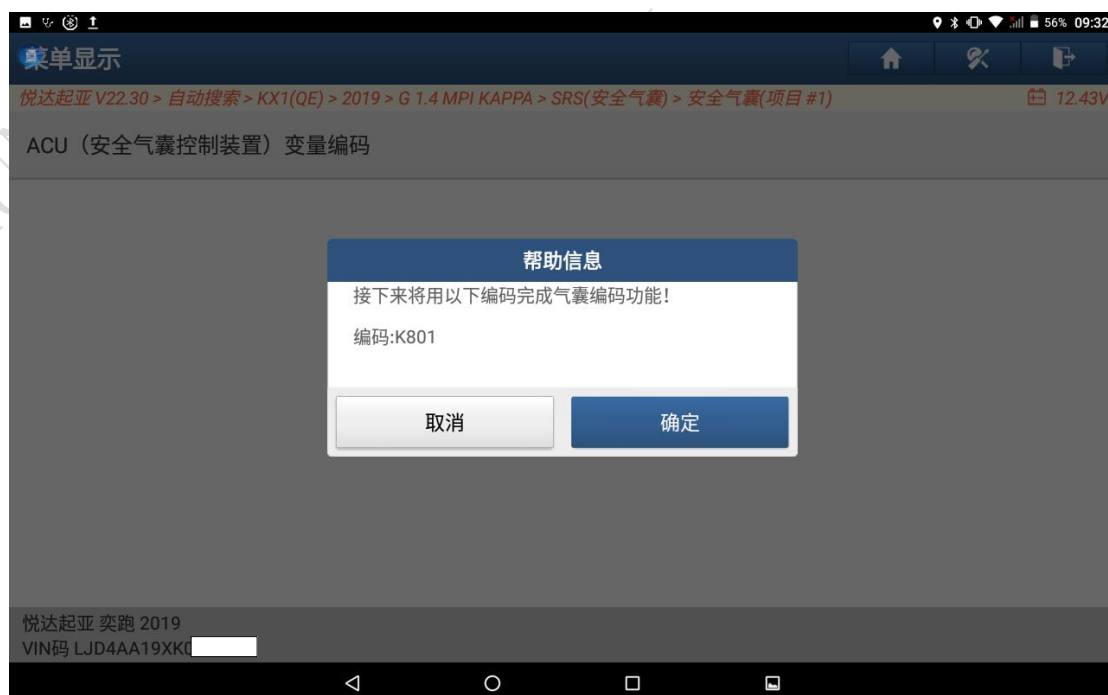 56% 09:32
菜单显示
悦达起亚 V22.30 > 自动搜索 > KX1(QE) > 2019 > G 1.4 MPI KAPPA > SRS(安全气囊) > 安全气囊(项目 #1)
12.43V
ACU（安全气囊控制装置）变量编码
帮助信息
接下来将用以下编码完成气囊编码功能！
编码:K801
取消
确定
悦达起亚 奕跑 2019
VIN码 LJD4AA19XK